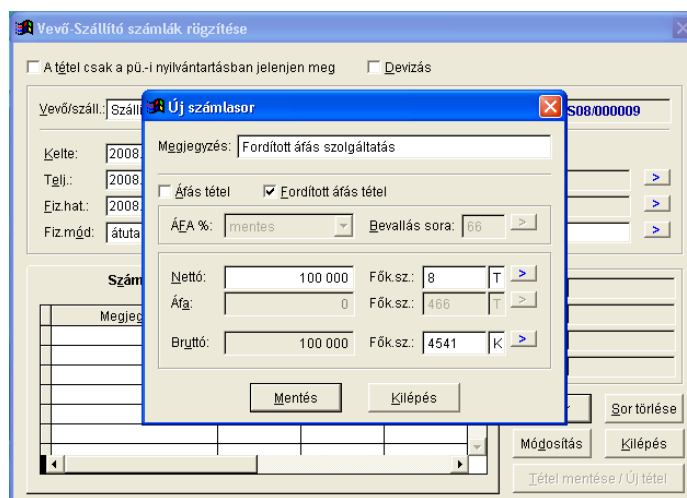 Vevő-Szállító számlák rögzítése
A tétel csak a pü.-i nyilvántartásban jelenjen meg Devizás
Vevő/száll.: Száll S08/000009
Kelte: 2008.
Telj.: 2008. >
Fiz.hat.: 2008. >
Fiz.mód: átuta >
Új számlasor
Megjegyzés: Fordított áfás szolgáltatás
Áfás tétel Fordított áfás tétel
ÁFA %: mentes Bevallás sora: 66 >
Nettó: 100 000 Fők.sz.: 8 T >
Áfa: 0 Fők.sz.: 466 T >
Bruttó: 100 000 Fők.sz.: 4541 K >
Mentés Kilépés
Szám
Megjeg
Sor törlése
Módosítás Kilépés
Tétel mentése / Új tétel